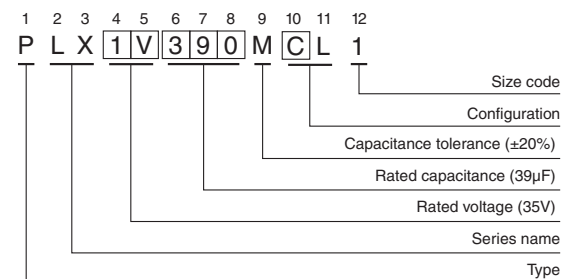 1 2 3 4 5 6 7 8 9 10 11 12
P L X 1 V 3 9 0 M C L 1
Size code
Configuration
Capacitance tolerance (±20%)
Rated capacitance (39µF)
Rated voltage (35V)
Series name
Type